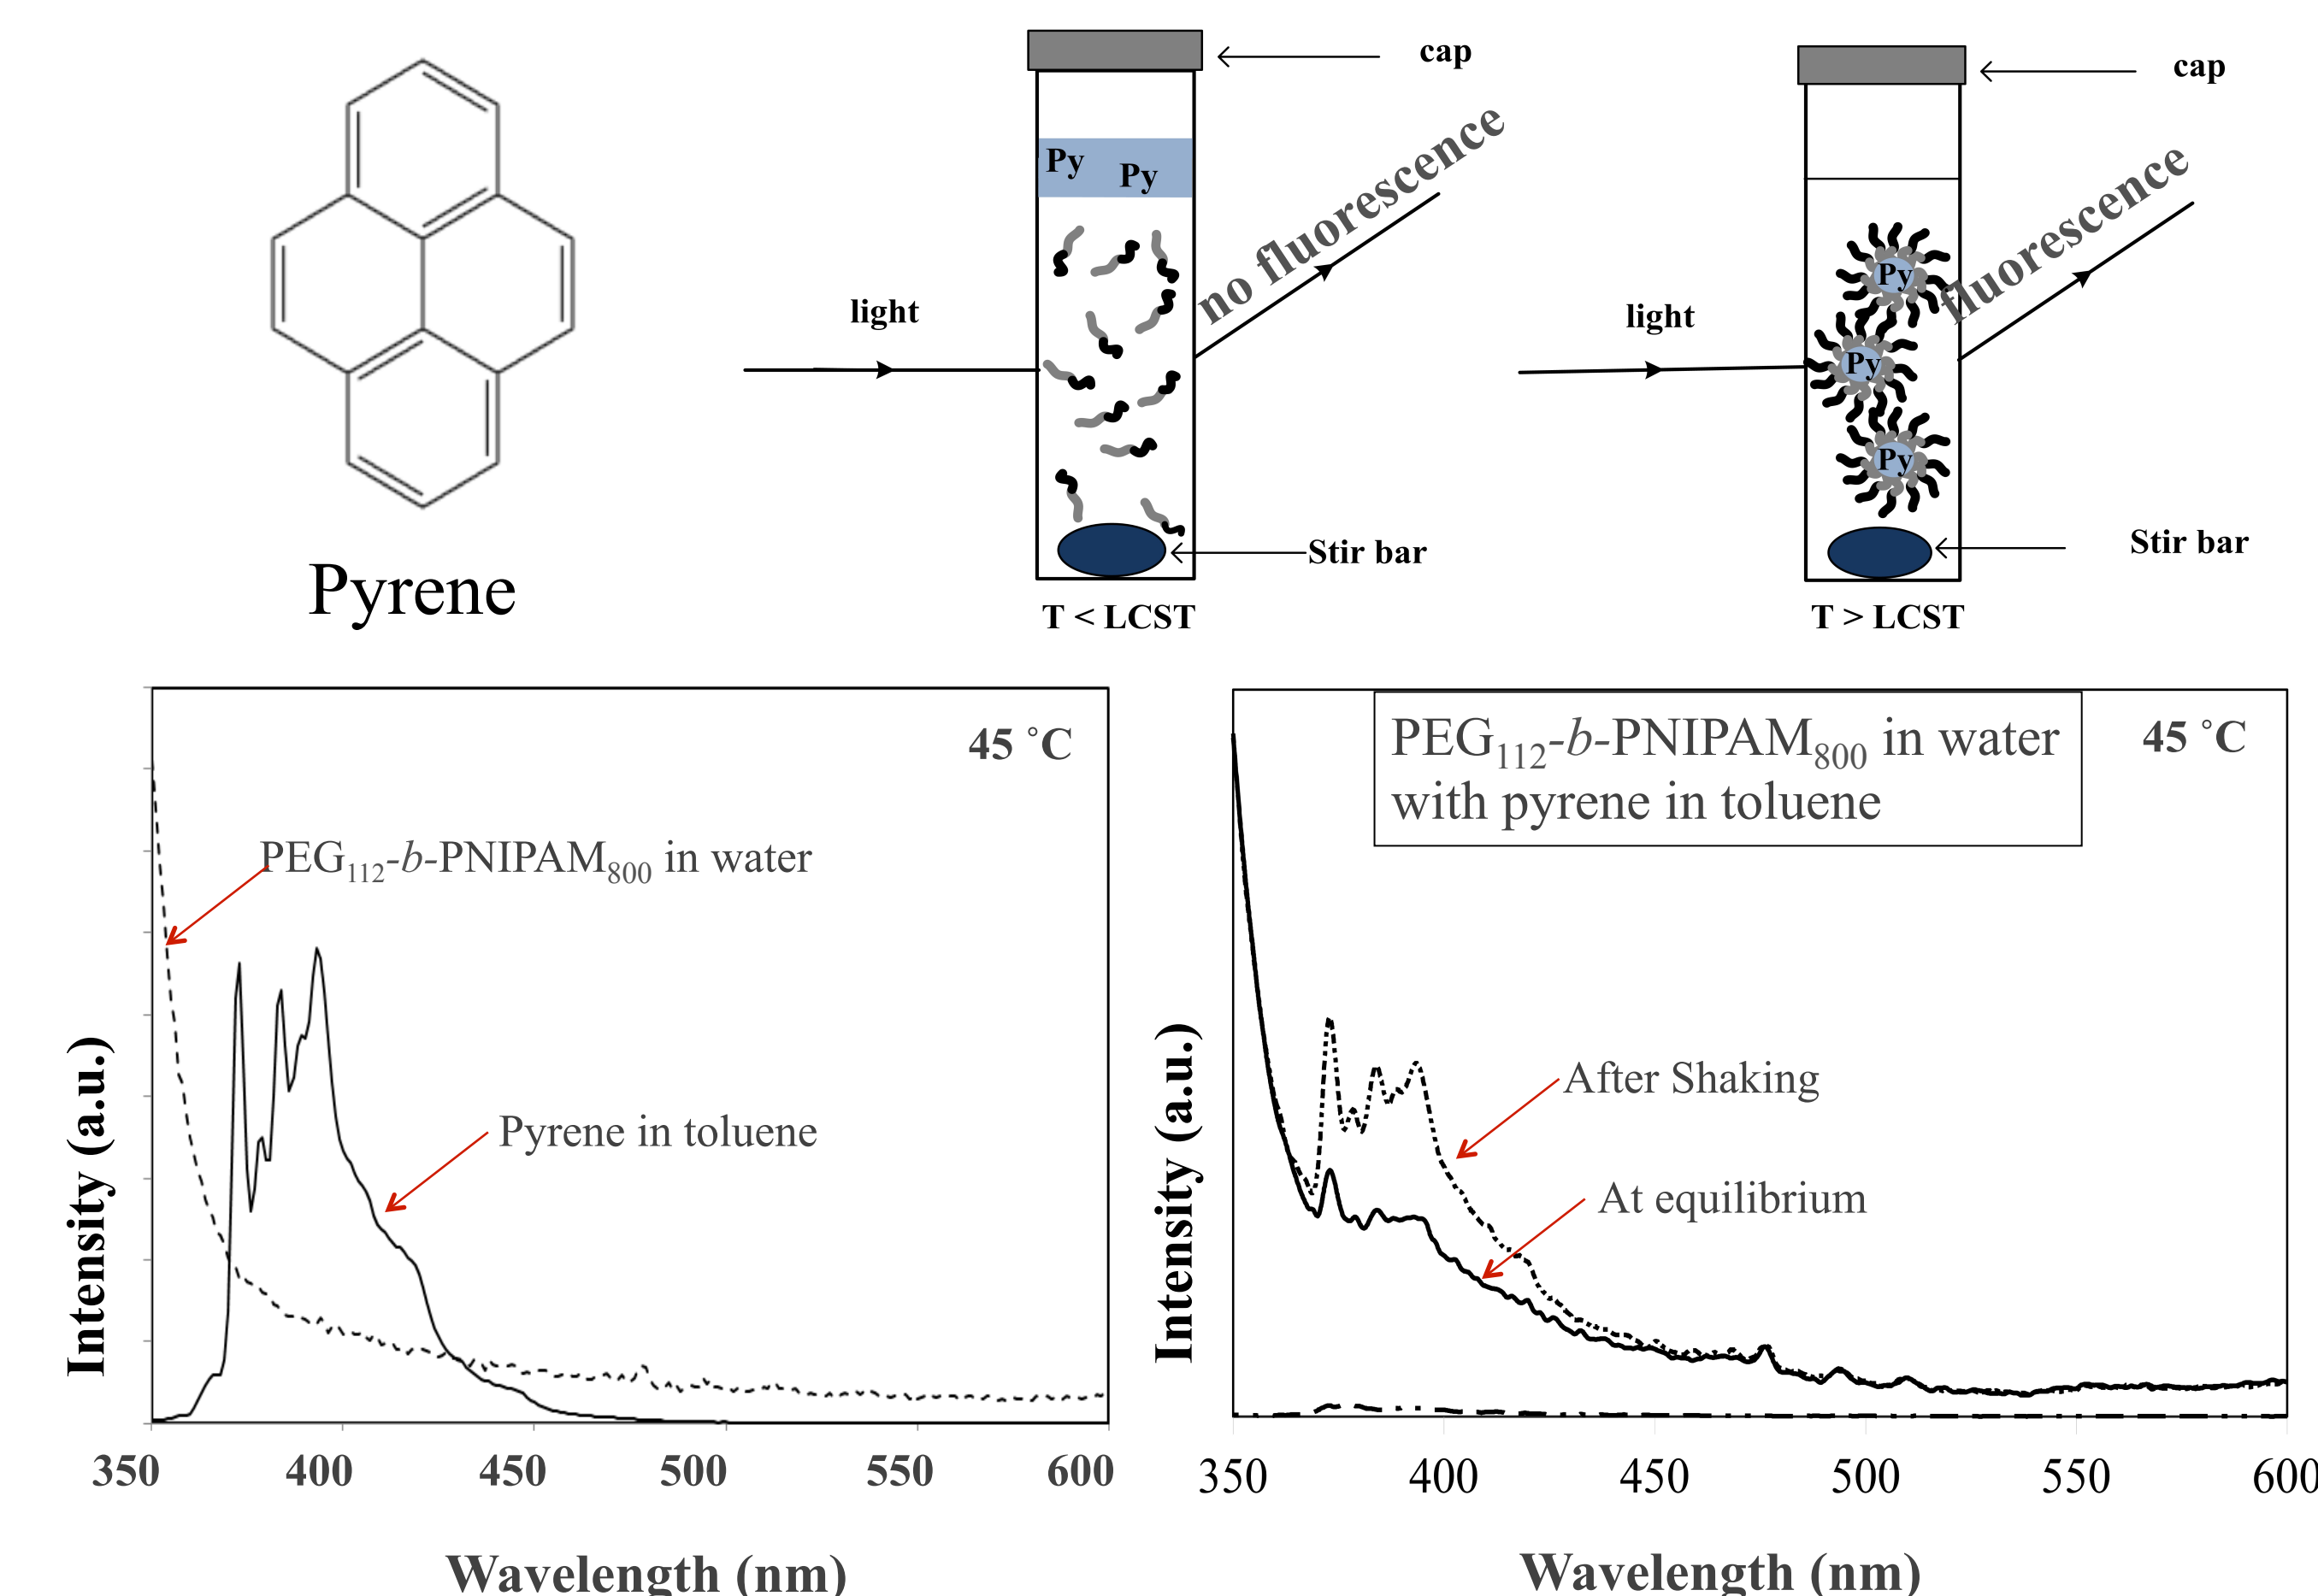 Pyrene
cap
Py
Py
no fluorescence
light
Stir bar
T < LCST
cap
fluorescence
light
Py
Py
Py
Stir bar
T > LCST
45 °C
PEG112-b-PNIPAM800 in water
Pyrene in toluene
Intensity (a.u.)
350 400 450 500 550 600
Wavelength (nm)
PEG112-b-PNIPAM800 in water
with pyrene in toluene
45 °C
After Shaking
At equilibrium
Intensity (a.u.)
350 400 450 500 550 600
Wavelength (nm)